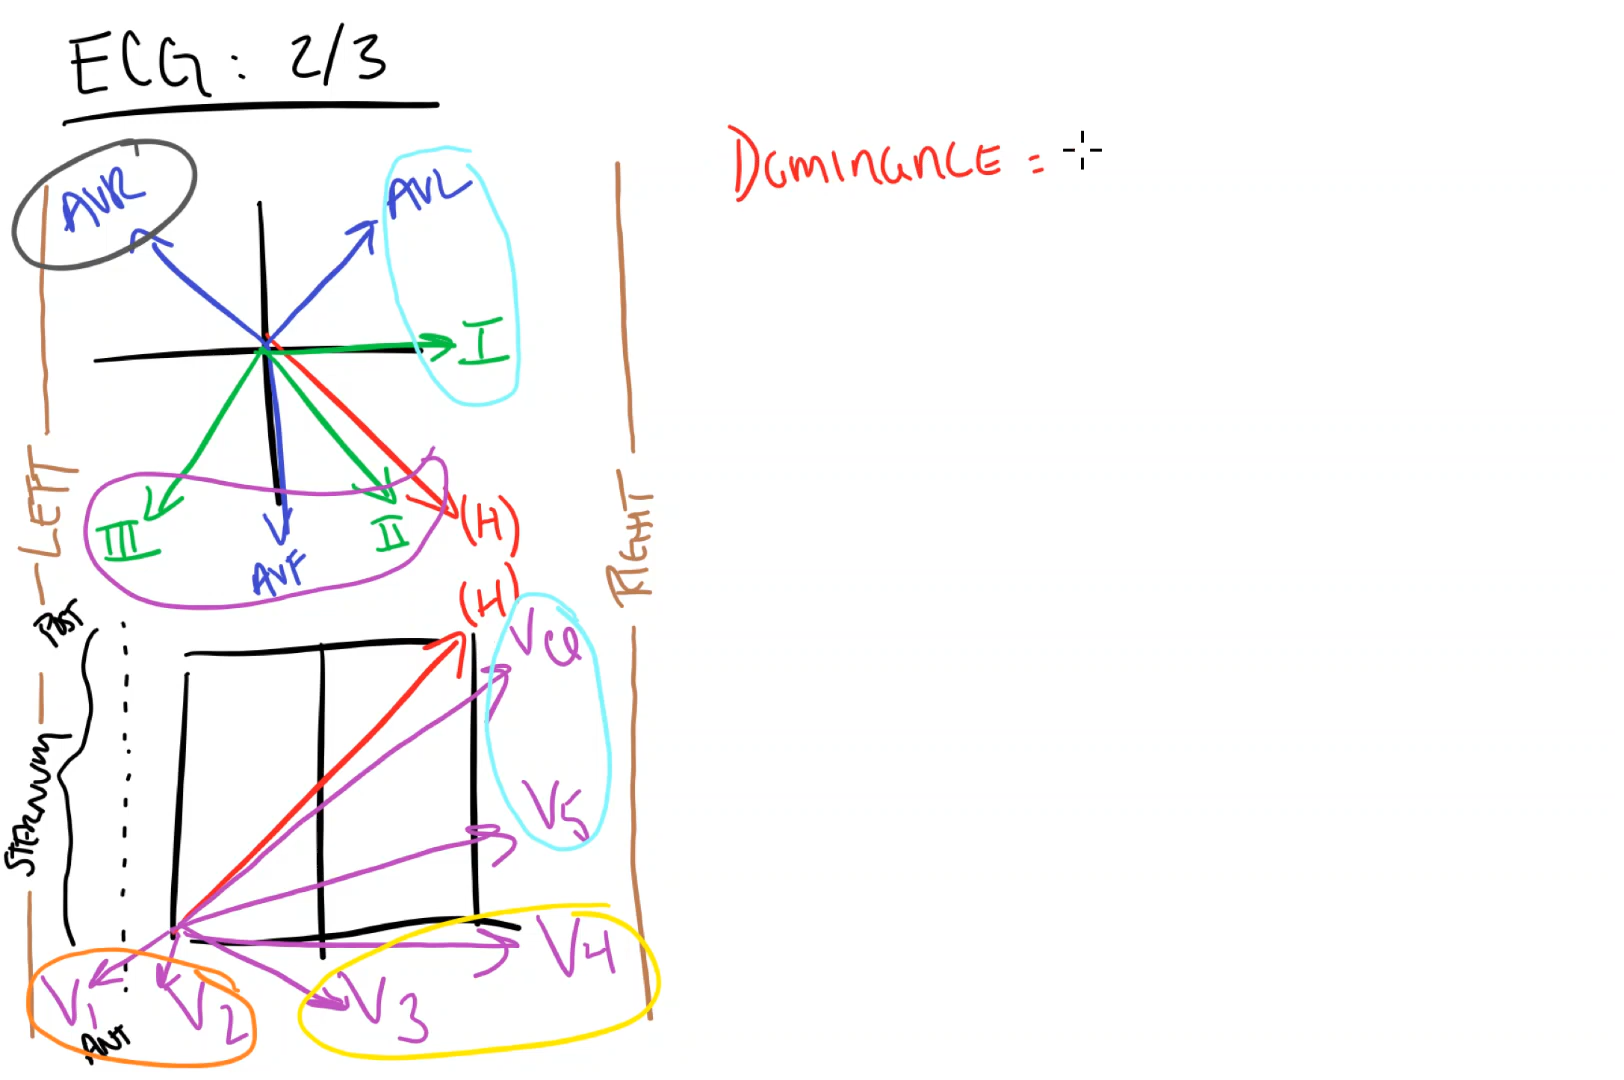 ECG: 2/3
Dominance =
AVR
AVL
I
LEFT
III
AVF
II
(H)
RIGHT
(H)
POST
V6
STERNUM
V5
V4
V1
V2
V3
ANT